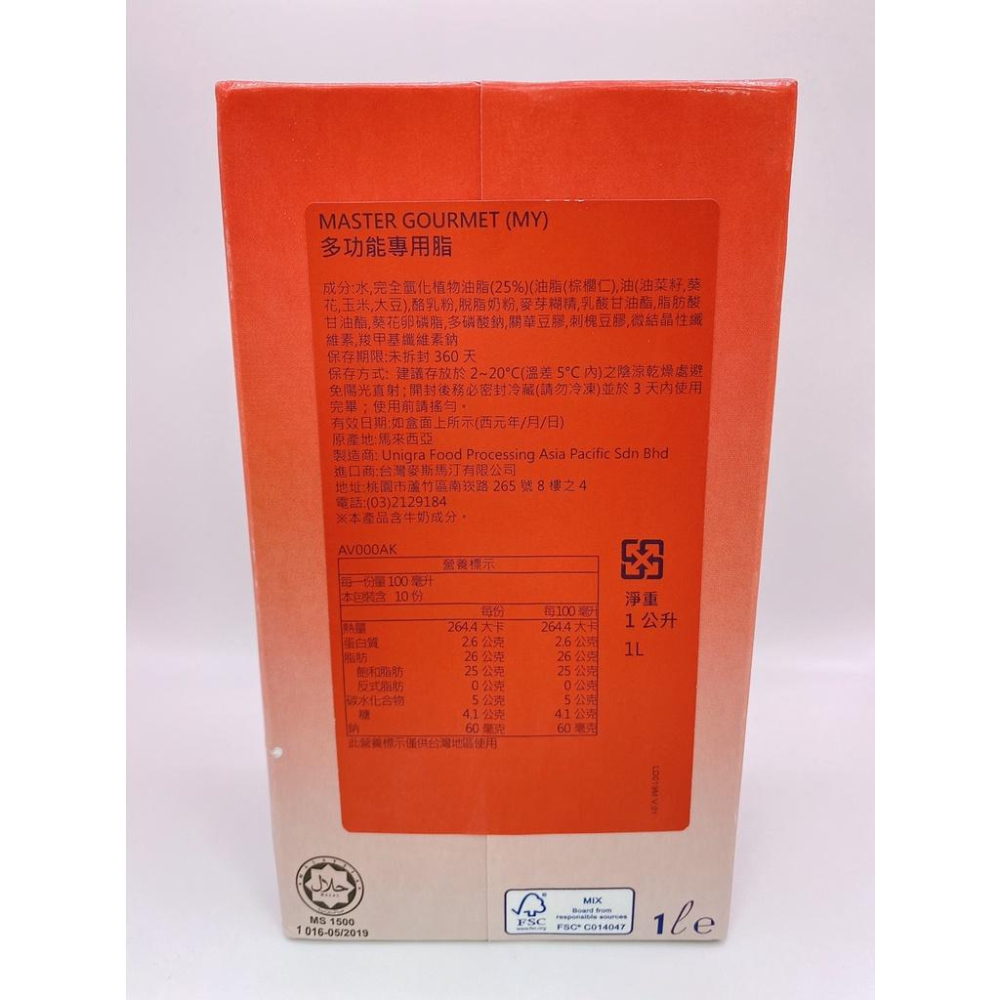 MASTER GOURMET (MY)
多功能專用脂
成分:水,完全氫化植物油脂(25%)(油脂(棕櫚仁),油(油菜籽,葵
花,玉米,大豆),酪乳粉,脫脂奶粉,麥芽糊精,乳酸甘油酯,脂肪酸
甘油酯,葵花卵磷脂,多磷酸鈉,關華豆膠,刺槐豆膠,微結晶性纖
維素,羧甲基纖維素鈉
保存期限:未拆封 360 天
保存方式: 建議存放於 2~20°C(溫差 5°C 內)之陰涼乾燥處避
免陽光直射;開封後務必密封冷藏(請勿冷凍)並於 3 天內使用
完畢;使用前請搖勻。
有效日期:如盒面上所示(西元年/月/日)
原產地:馬來西亞
製造商: Unigra Food Processing Asia Pacific Sdn Bhd
進口商:台灣麥斯馬汀有限公司
地址:桃園市蘆竹區南崁路 265 號 8 樓之 4
電話:(03)2129184
※本產品含牛奶成分。
AV000AK
營養標示
每一份量 100 毫升
本包裝含 10 份
每份 每100 毫升
熱量 264.4 大卡 264.4 大卡
蛋白質 2.6 公克 2.6 公克
脂肪 26 公克 26 公克
飽和脂肪 25 公克 25 公克
反式脂肪 0 公克 0 公克
碳水化合物 5 公克 5 公克
糖 4.1 公克 4.1 公克
鈉 60 毫克 60 毫克
此營養標示僅供台灣地區使用
淨重
1 公升
1L
حلال
HALAL
MS 1500
1 016-05/2019
FSC
www.fsc.org
MIX
Board from
responsible sources
FSC® C014047
1ℓe